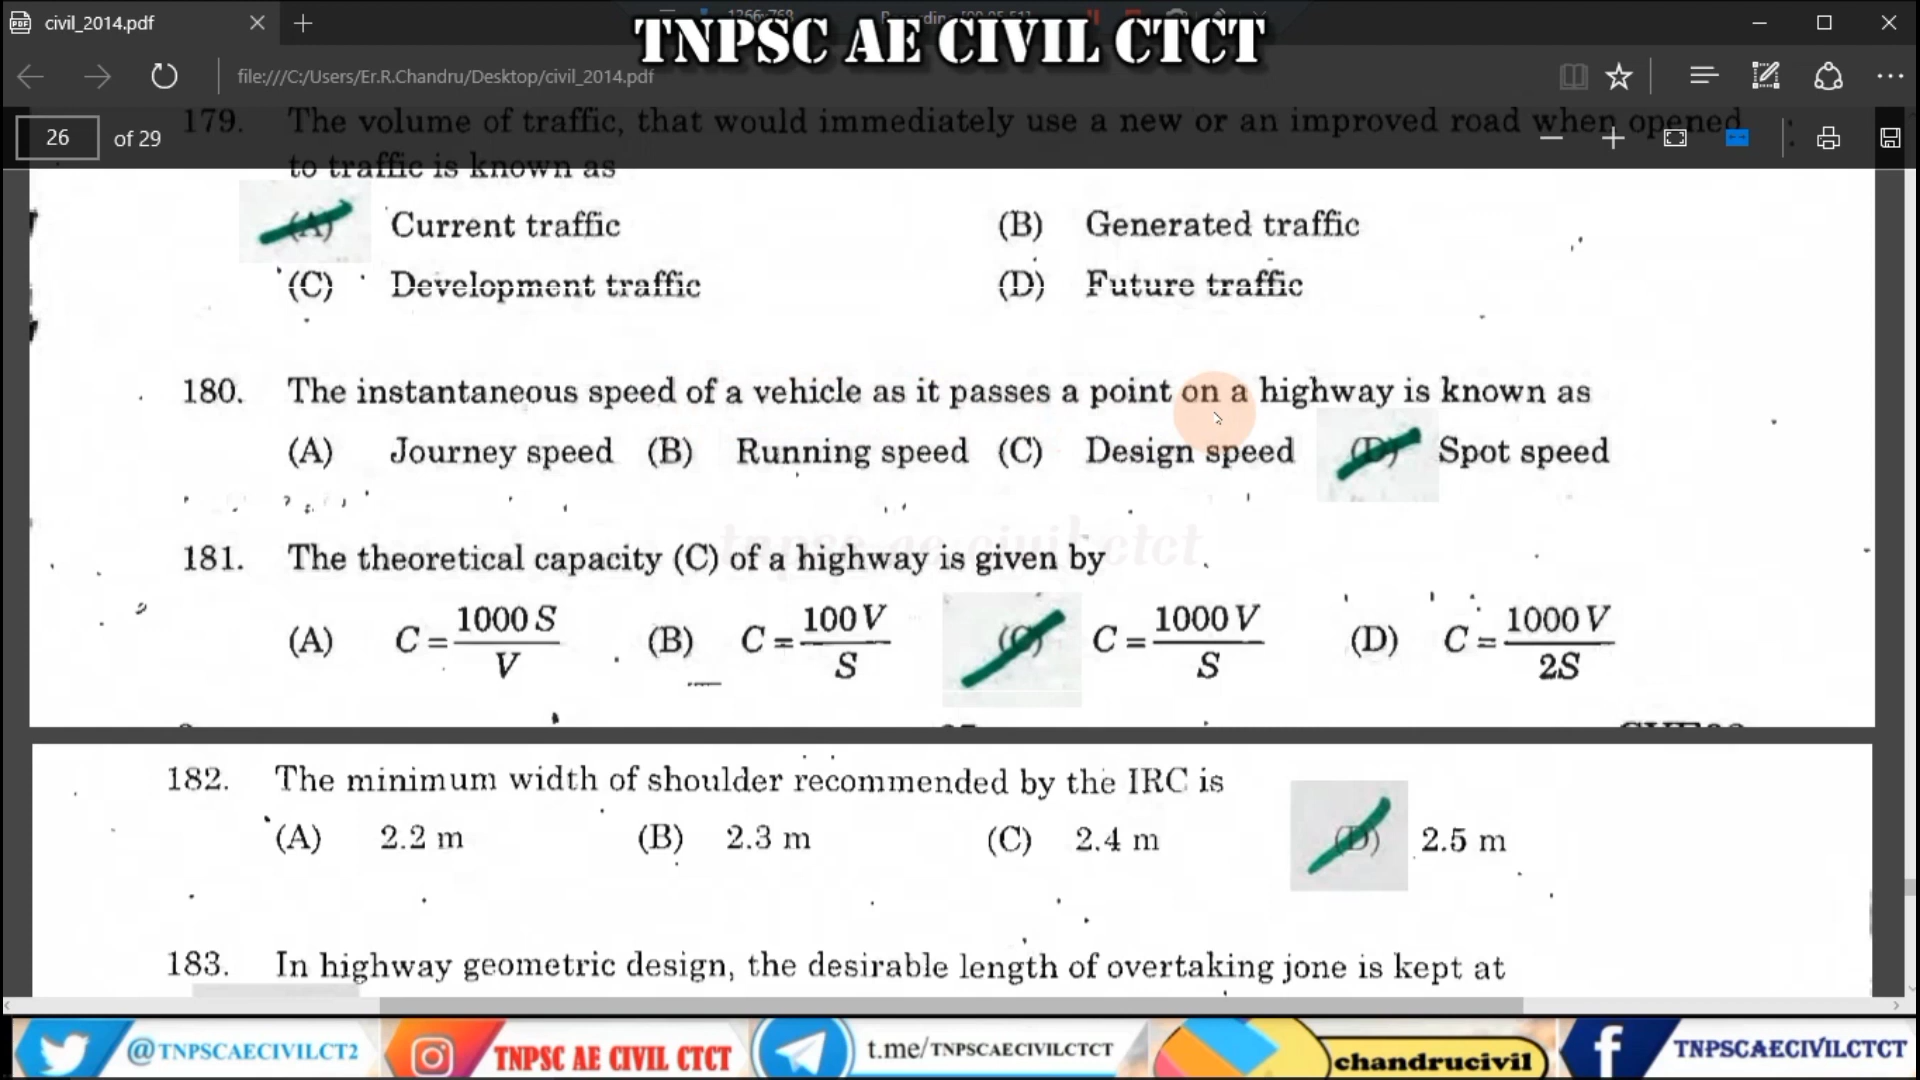 civil_2014.pdf
TNPSC AE CIVIL CTCT
file:///C:/Users/Er.R.Chandru/Desktop/civil_2014.pdf
26 of 29
179. The volume of traffic, that would immediately use a new or an improved road when opened
to traffic is known as
(A) Current traffic (B) Generated traffic
(C) Development traffic (D) Future traffic
180. The instantaneous speed of a vehicle as it passes a point on a highway is known as
(A) Journey speed (B) Running speed (C) Design speed (D) Spot speed
tnpsc ae civil ctct
181. The theoretical capacity (C) of a highway is given by
(A) C = 1000 S / V (B) C = 100 V / S (C) C = 1000 V / S (D) C = 1000 V / 2S
182. The minimum width of shoulder recommended by the IRC is
(A) 2.2 m (B) 2.3 m (C) 2.4 m (D) 2.5 m
183. In highway geometric design, the desirable length of overtaking jone is kept at
@TNPSCAECIVILCT2 TNPSC AE CIVIL CTCT t.me/TNPSCAECIVILCTCT chandrucivil TNPSCAECIVILCTCT